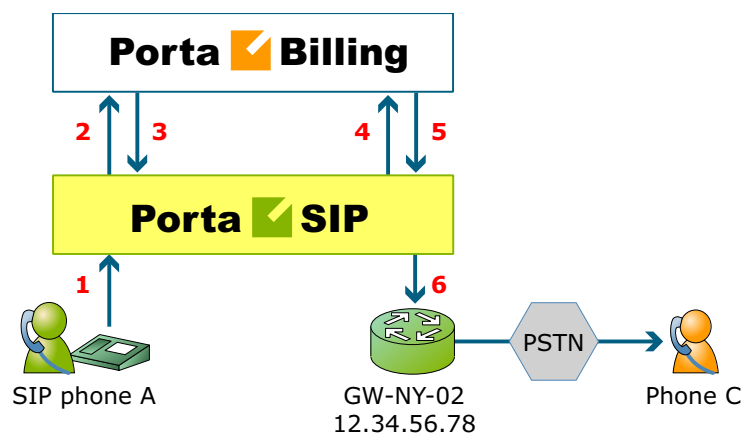 Porta Billing
2
3
4
5
Porta SIP
1
6
PSTN
SIP phone A
GW-NY-02
12.34.56.78
Phone C